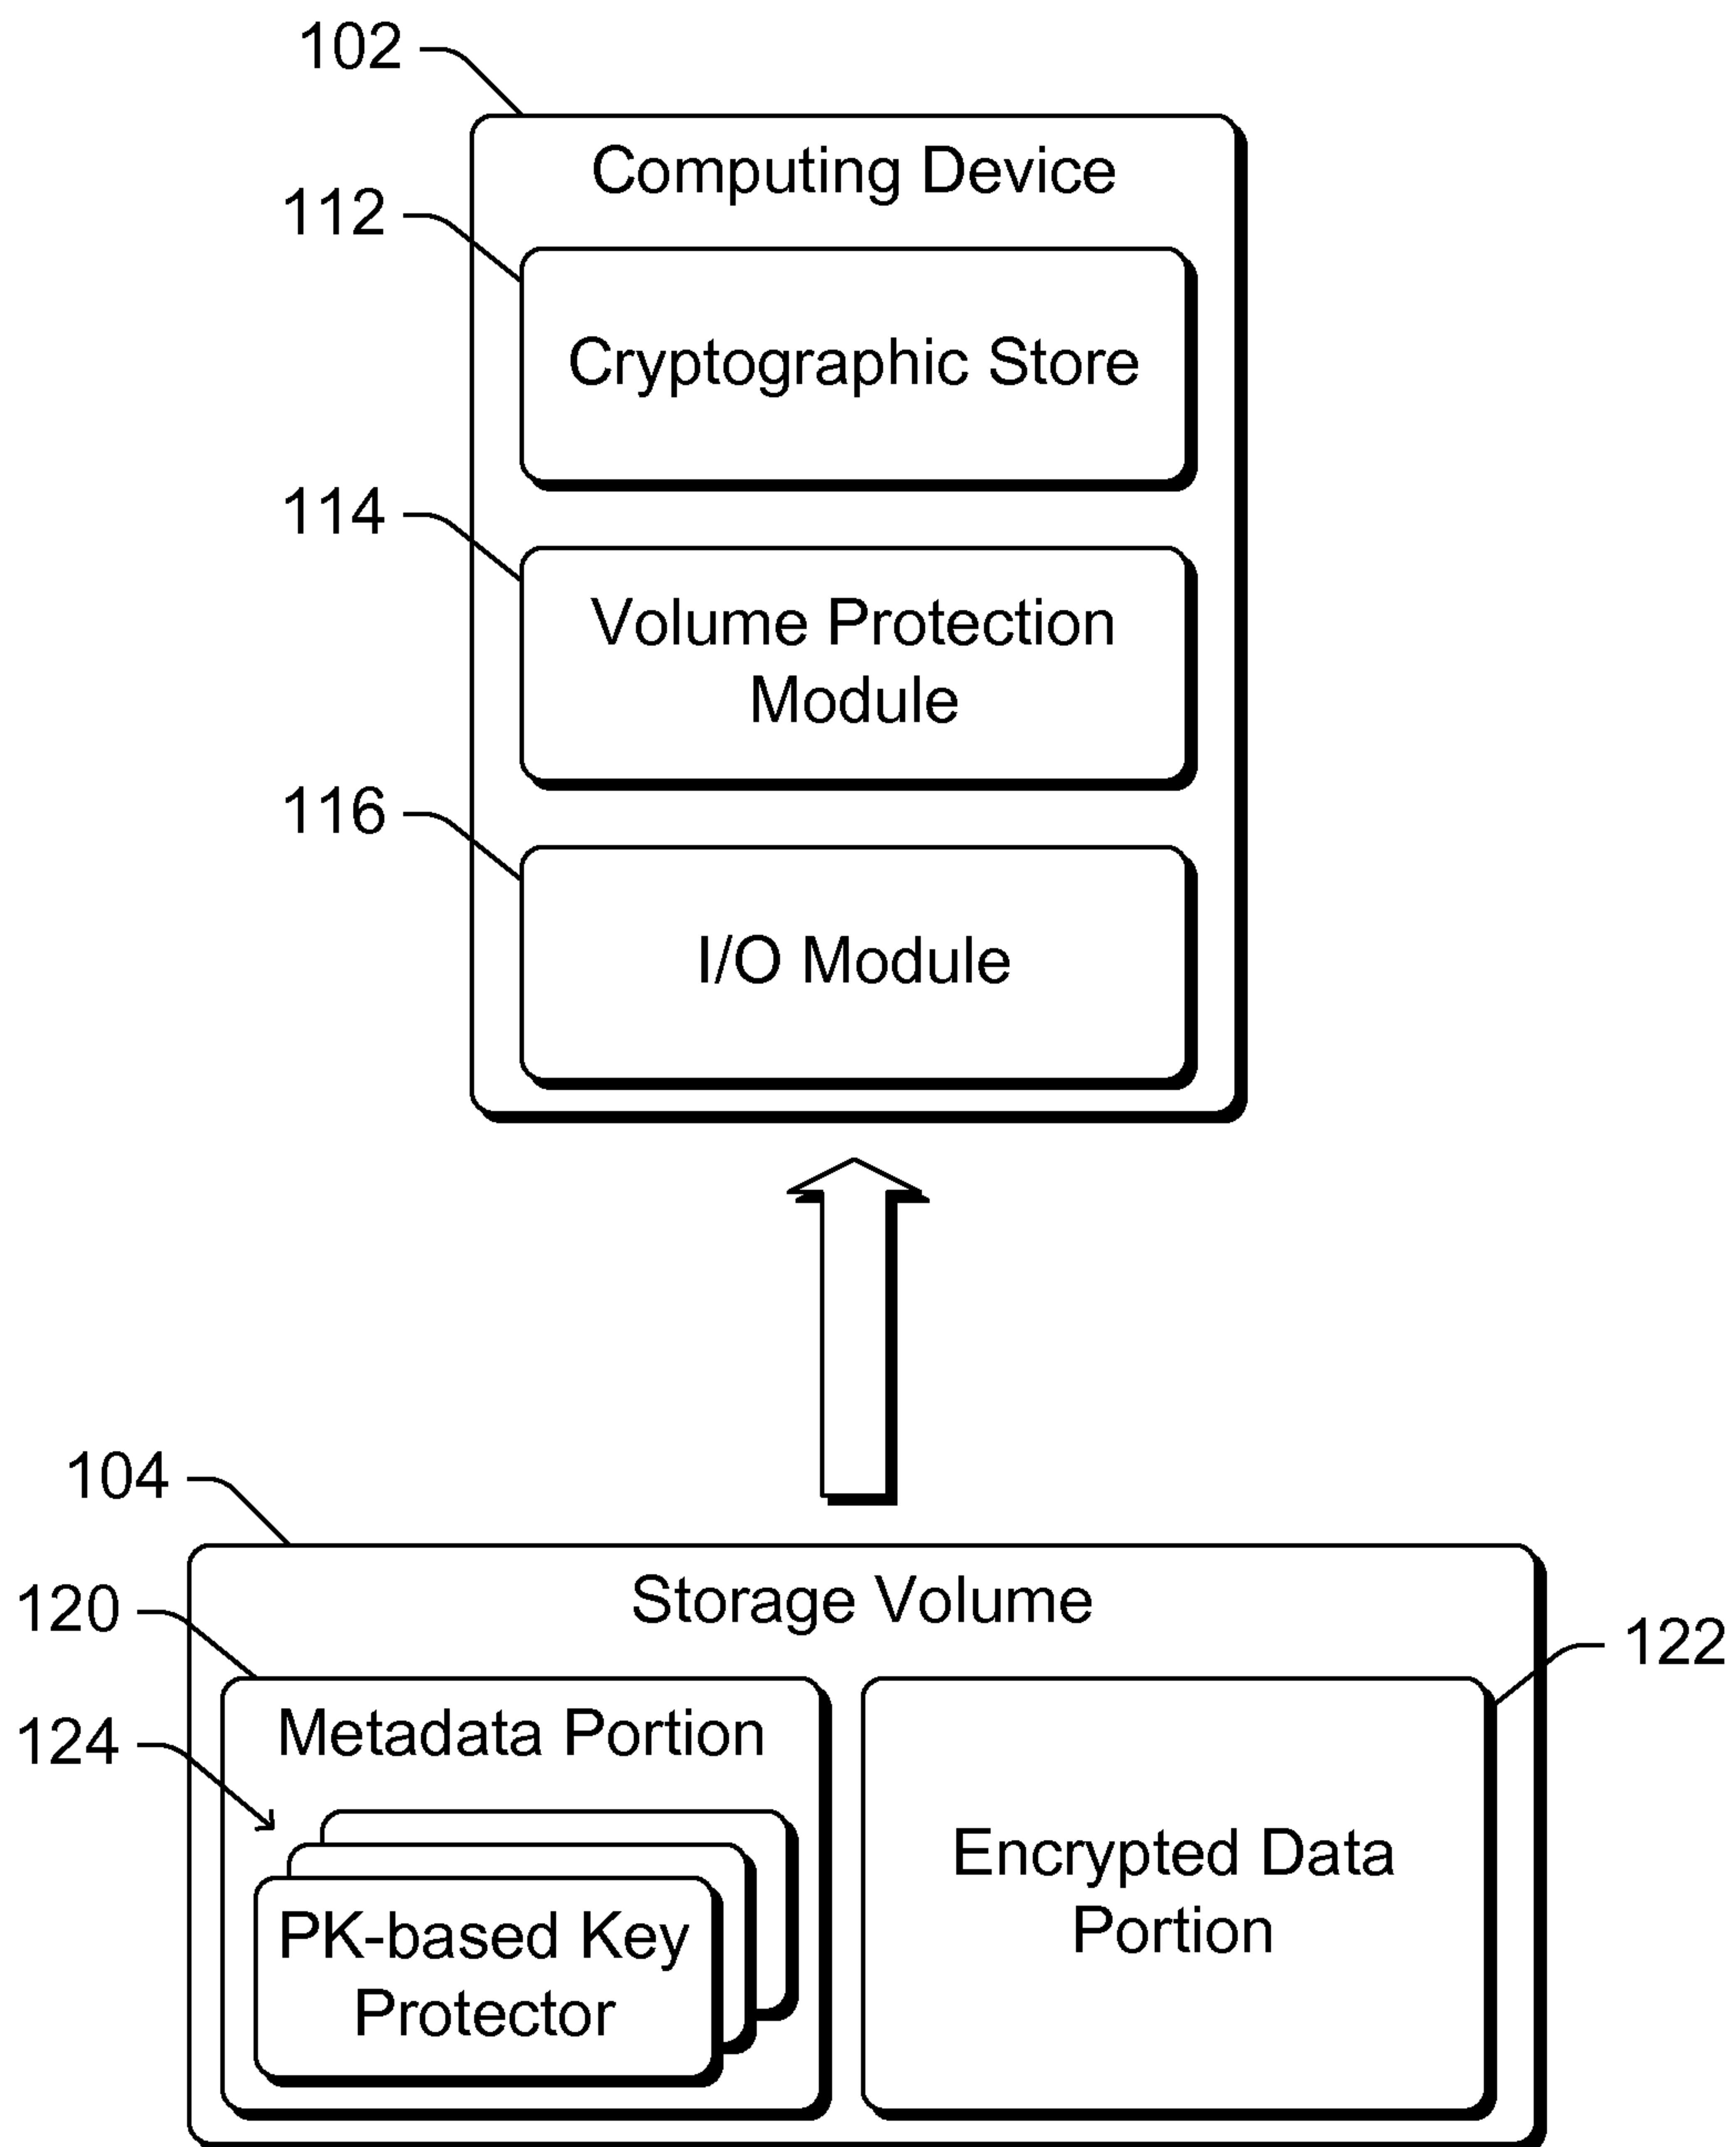 102
Computing Device
112
Cryptographic Store
114
Volume Protection
Module
116
I/O Module
104
Storage Volume
120
122
Metadata Portion
124
Encrypted Data
Portion
PK-based Key
Protector